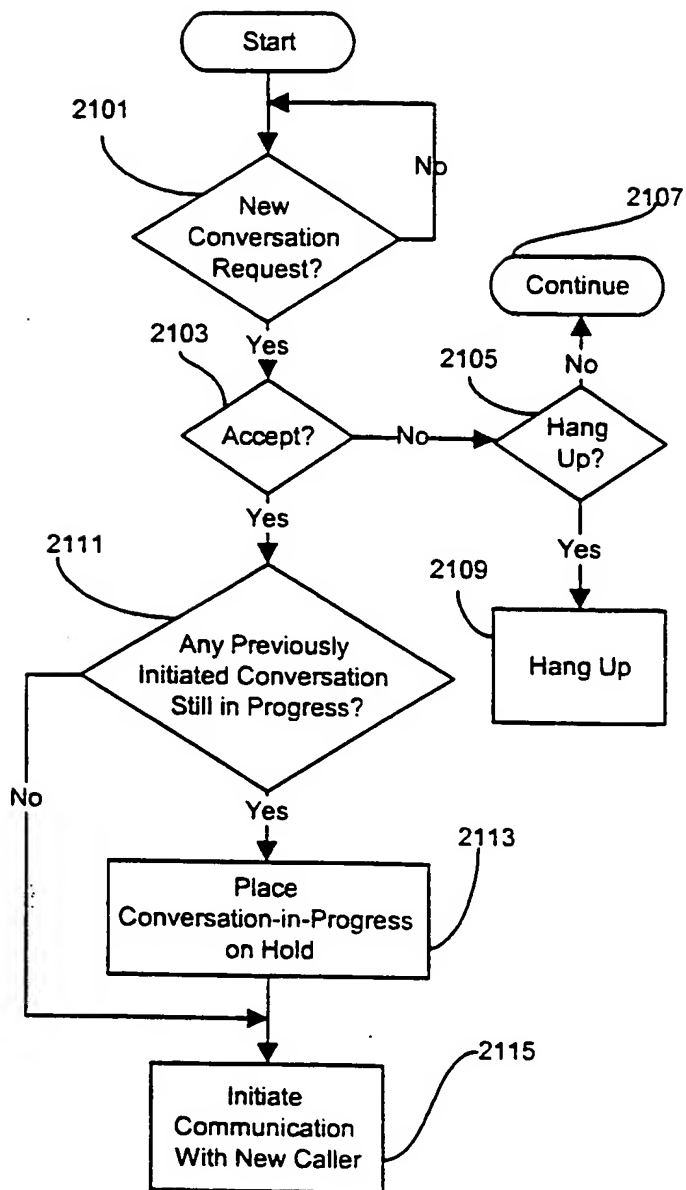 Start
2101
No
New
Conversation
Request?
2107
Continue
Yes
2103
2105
No
Accept?
No
Hang
Up?
Yes
2111
Yes
2109
Any Previously
Initiated Conversation
Still in Progress?
Hang Up
No
Yes
2113
Place
Conversation-in-Progress
on Hold
2115
Initiate
Communication
With New Caller